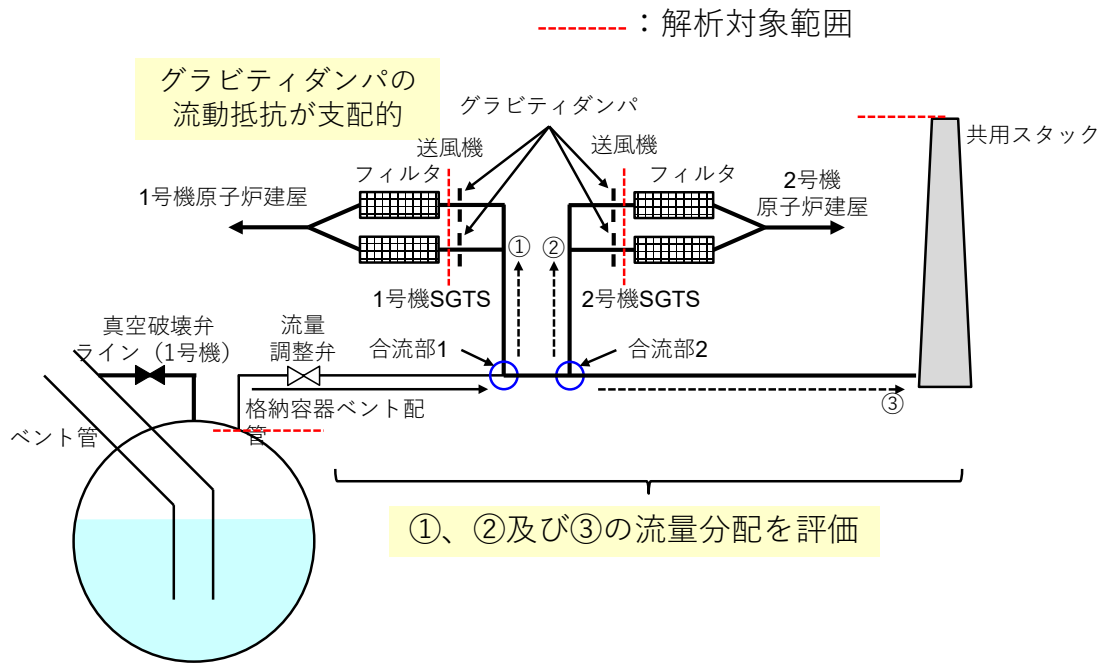 ：解析対象範囲
グラビティダンパの
流動抵抗が支配的
グラビティダンパ
送風機
送風機
共用スタック
フィルタ
フィルタ
1号機原子炉建屋
2号機
原子炉建屋
①
②
1号機SGTS
2号機SGTS
真空破壊弁
ライン（1号機）
流量
調整弁
合流部1
合流部2
格納容器ベント配
管
③
ベント管
①、②及び③の流量分配を評価